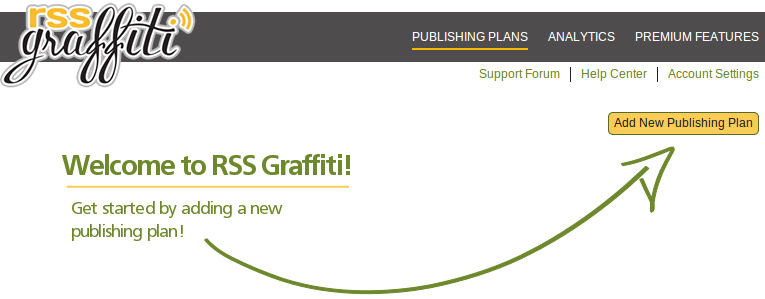 rss
graffiti
PUBLISHING PLANS ANALYTICS PREMIUM FEATURES
Support Forum Help Center Account Settings
Add New Publishing Plan
Welcome to RSS Graffiti!
Get started by adding a new
publishing plan!